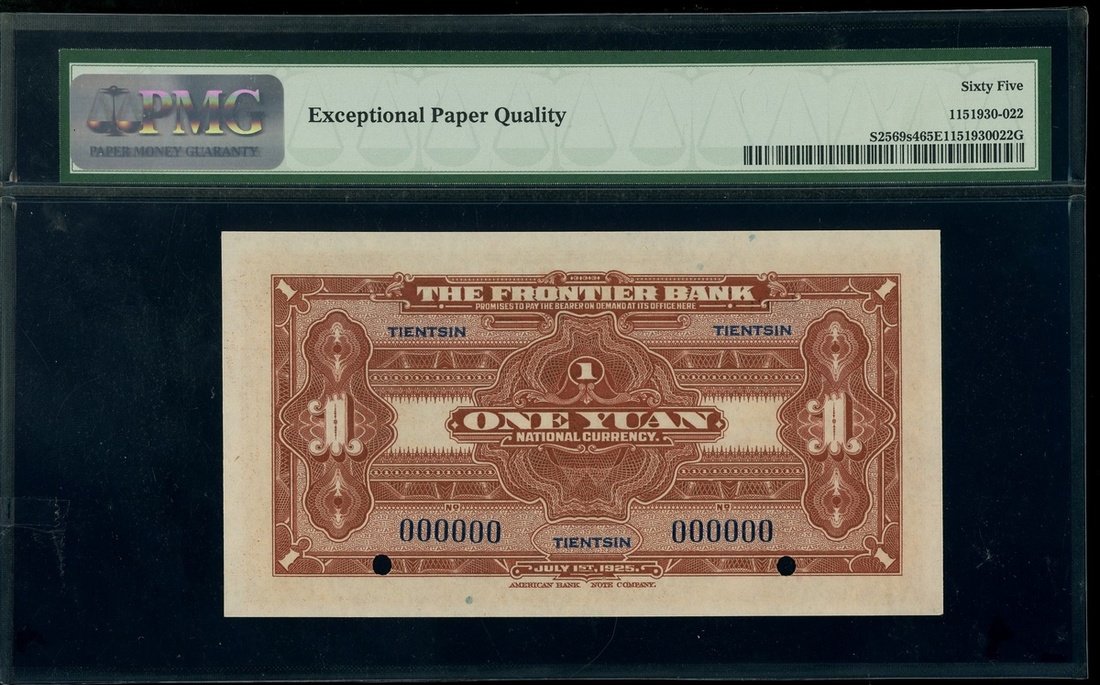 PMG
PAPER MONEY GUARANTY
Exceptional Paper Quality
Sixty Five
1151930-022
S2569s465E1151930022G
1 1
THE FRONTIER BANK
PROMISES TO PAY THE BEARER ON DEMAND AT ITS OFFICE HERE
TIENTSIN TIENTSIN
1
1 ONE YUAN 1
NATIONAL CURRENCY.
No No
000000 TIENTSIN 000000
1 1
JULY 1ST, 1925.
AMERICAN BANK NOTE COMPANY.